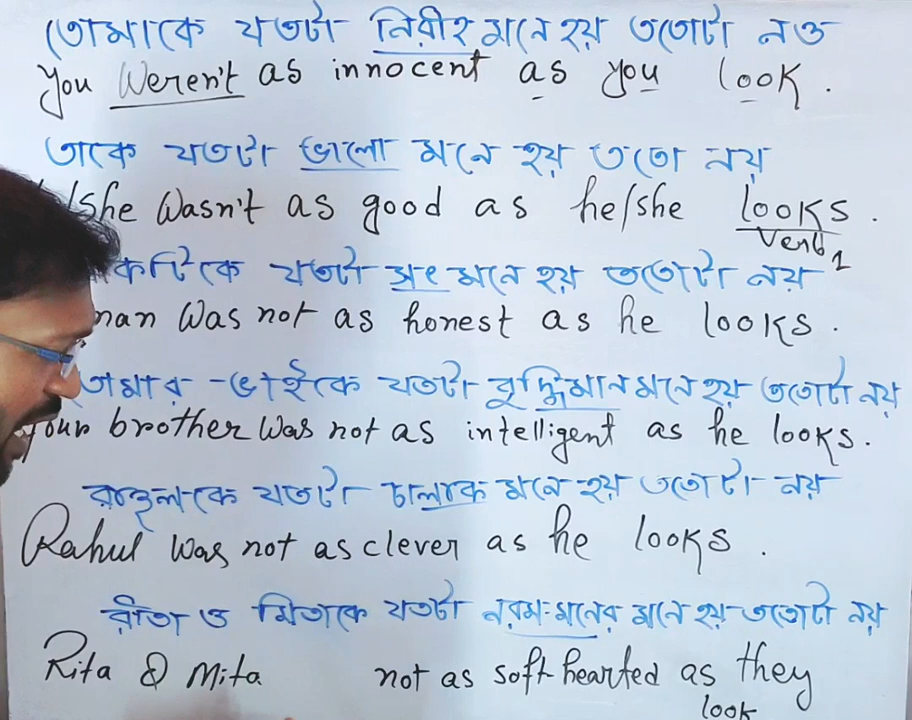 তোমাকে যতটা নিরীহ মনে হয় ততোটা নও
You weren't as innocent as you look.
তাকে যতটা ভালো মনে হয় ততো নয়
/she wasn't as good as he/she looks.
Verb 1
কটিকে যতটা সৎ মনে হয় ততোটা নয়
man was not as honest as he looks.
তোমার -ভাইকে যতটা বুদ্ধিমান মনে হয় ততোটা নয়
your brother was not as intelligent as he looks.
রাহুলকে যতটা চালাক মনে হয় ততোটা নয়
Rahul was not as clever as he looks.
রীতা ও মিতাকে যতটা নরম-মনের মনে হয় ততোটা নয়
Rita & Mita not as soft-hearted as they
look